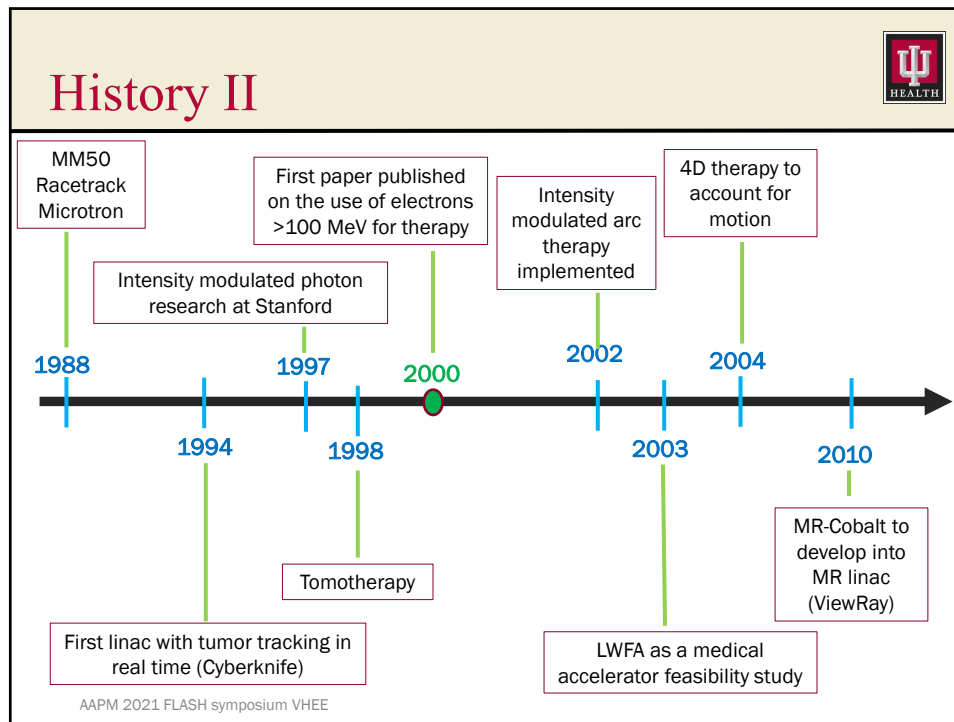 History II
HEALTH
MM50
Racetrack
Microtron
First paper published
on the use of electrons
>100 MeV for therapy
Intensity
modulated arc
therapy
implemented
4D therapy to
account for
motion
Intensity modulated photon
research at Stanford
1988
1997
2000
2002
2004
1994
1998
2003
2010
Tomotherapy
MR-Cobalt to
develop into
MR linac
(ViewRay)
First linac with tumor tracking in
real time (Cyberknife)
LWFA as a medical
accelerator feasibility study
AAPM 2021 FLASH symposium VHEE